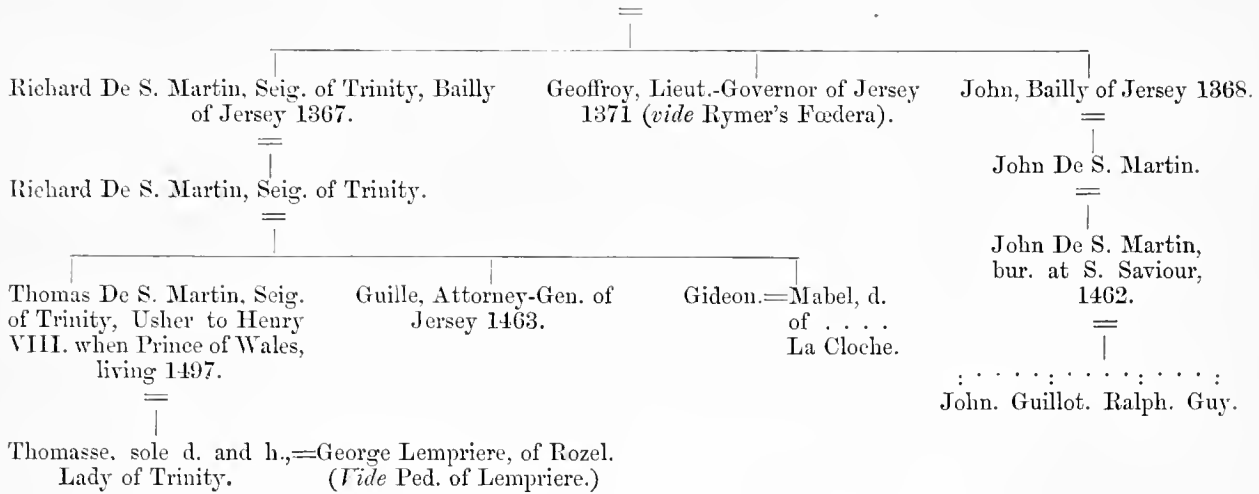 Richard De S. Martin, Seig. of Trinity, Bailly
of Jersey 1367.
Geoffroy, Lieut.-Governor of Jersey
1371 (vide Rymer's Fœdera).
John, Bailly of Jersey 1368.
John De S. Martin.
Richard De S. Martin, Seig. of Trinity.
John De S. Martin,
bur. at S. Saviour,
1462.
Thomas De S. Martin, Seig.
of Trinity, Usher to Henry
VIII. when Prince of Wales,
living 1497.
Guille, Attorney-Gen. of
Jersey 1463.
Gideon.=Mabel, d.
of . . . .
La Cloche.
John. Guillot. Ralph. Guy.
Thomasse, sole d. and h.,=George Lempriere, of Rozel.
Lady of Trinity.
(Vide Ped. of Lempriere.)